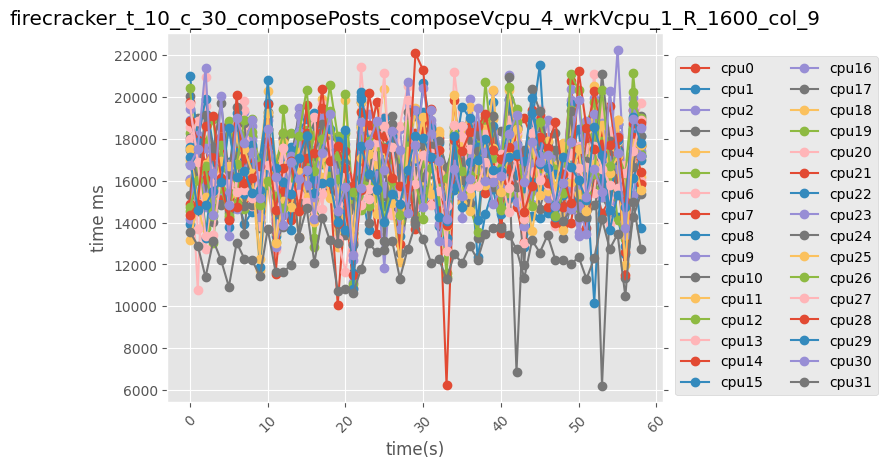 firecracker_t_10_c_30_composePosts_composeVcpu_4_wrkVcpu_1_R_1600_col_9
22000
20000
18000
16000
14000
12000
10000
8000
6000
time ms
0
10
20
30
40
50
60
time(s)
cpu0
cpu1
cpu2
cpu3
cpu4
cpu5
cpu6
cpu7
cpu8
cpu9
cpu10
cpu11
cpu12
cpu13
cpu14
cpu15
cpu16
cpu17
cpu18
cpu19
cpu20
cpu21
cpu22
cpu23
cpu24
cpu25
cpu26
cpu27
cpu28
cpu29
cpu30
cpu31